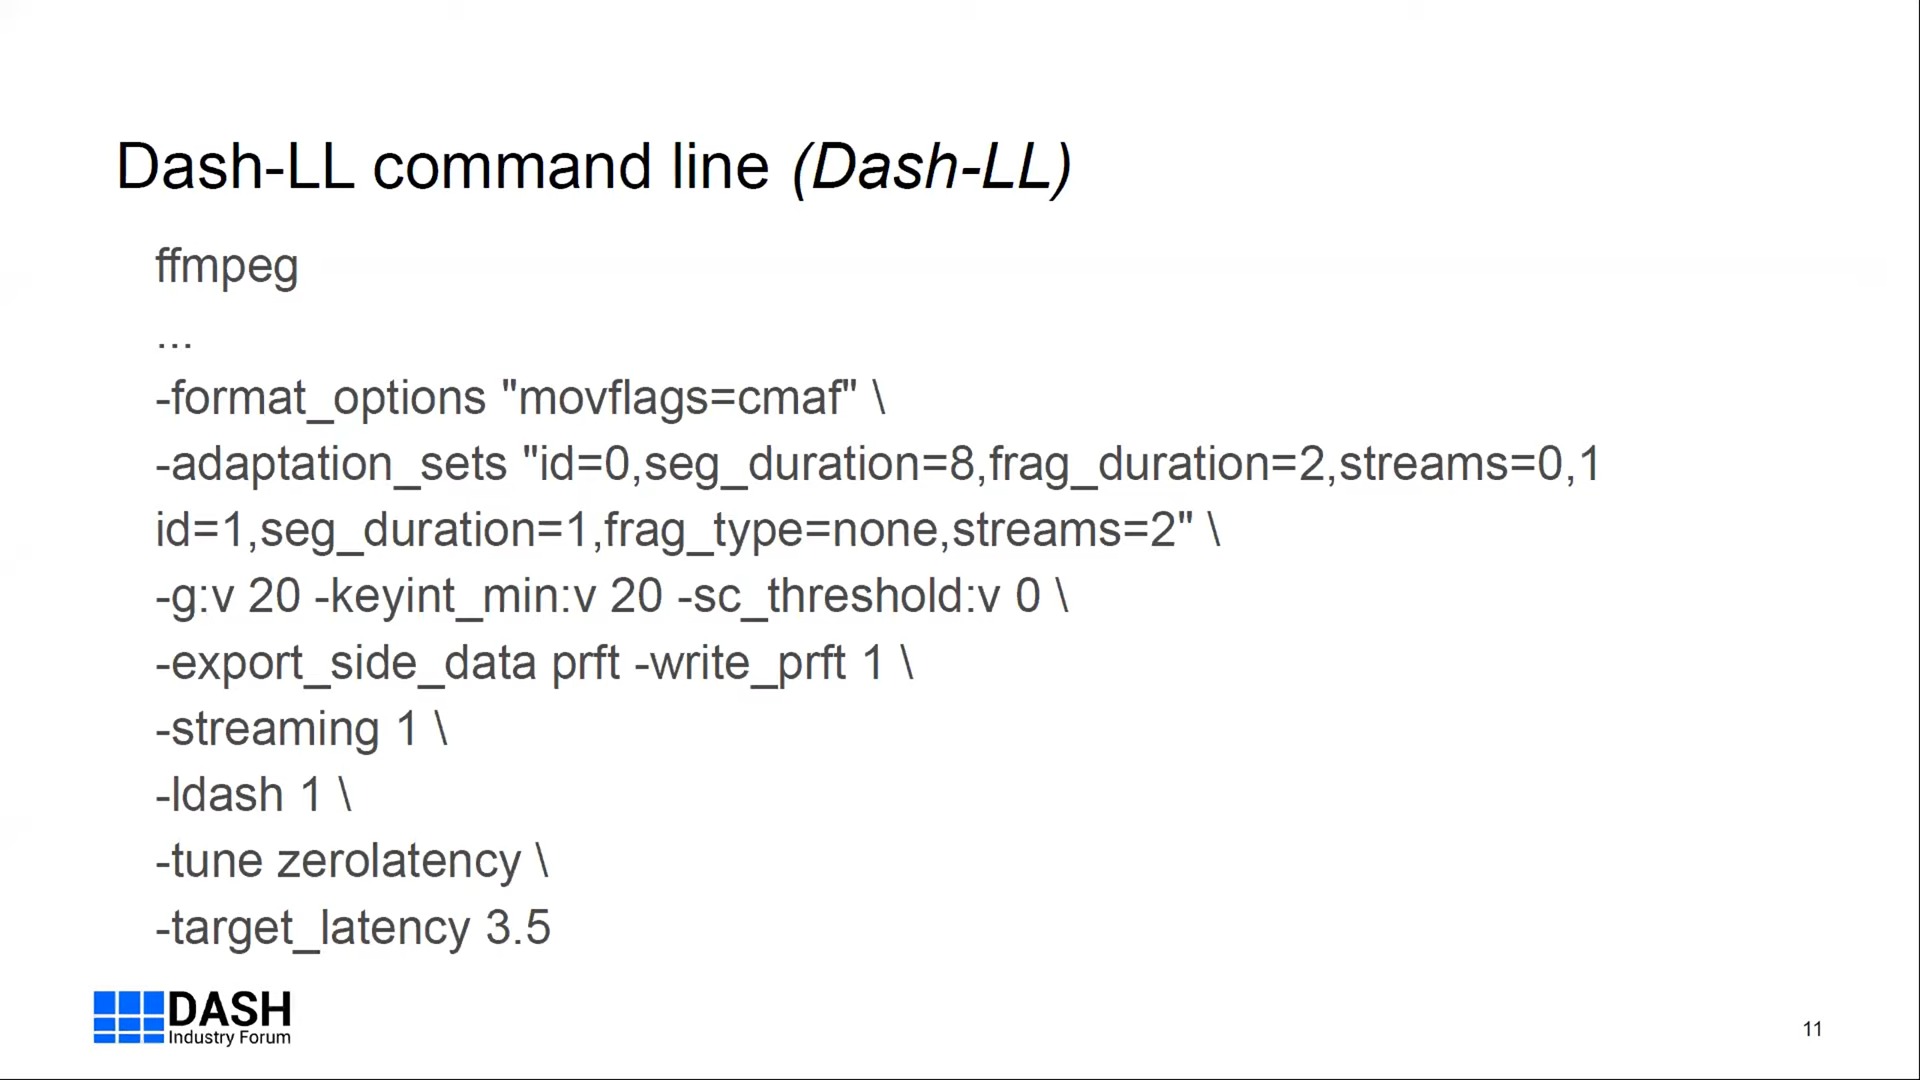 Dash-LL command line (Dash-LL)
ffmpeg
...
-format_options "movflags=cmaf" \
-adaptation_sets "id=0,seg_duration=8,frag_duration=2,streams=0,1
id=1,seg_duration=1,frag_type=none,streams=2" \
-g:v 20 -keyint_min:v 20 -sc_threshold:v 0 \
-export_side_data prft -write_prft 1 \
-streaming 1 \
-ldash 1 \
-tune zerolatency \
-target_latency 3.5
DASH
Industry Forum
11